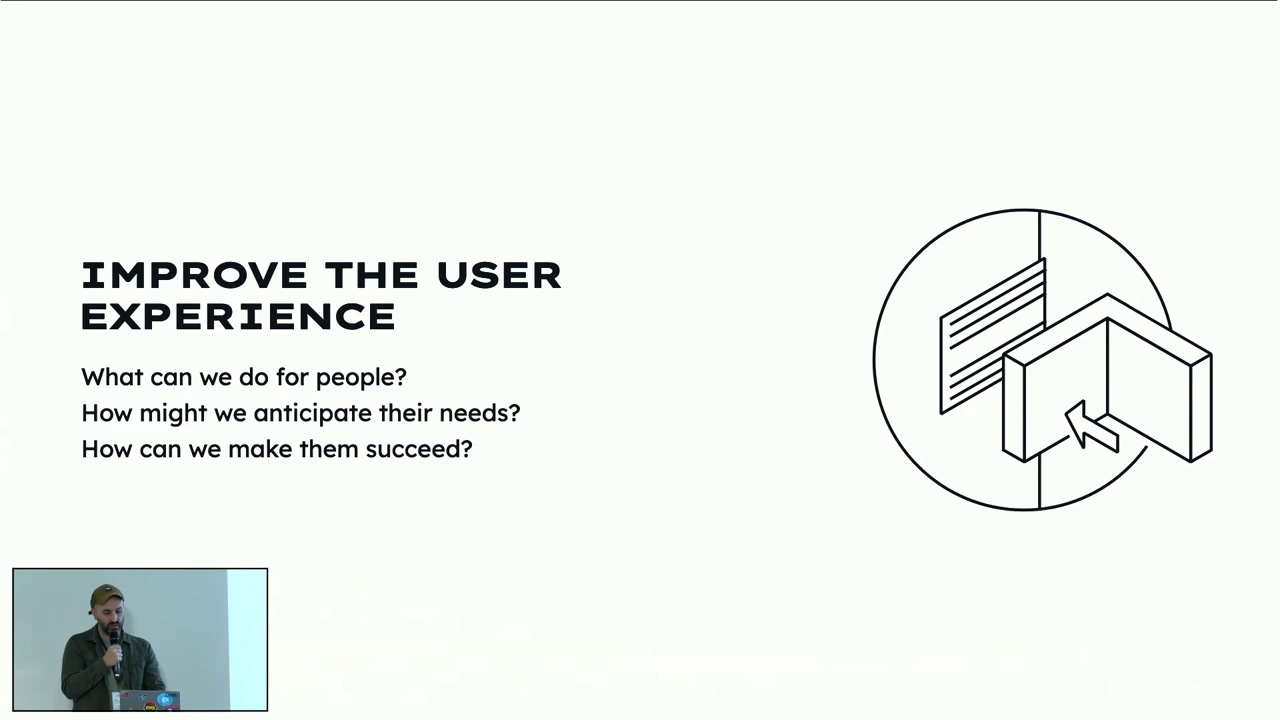 IMPROVE THE USER
EXPERIENCE
What can we do for people?
How might we anticipate their needs?
How can we make them succeed?